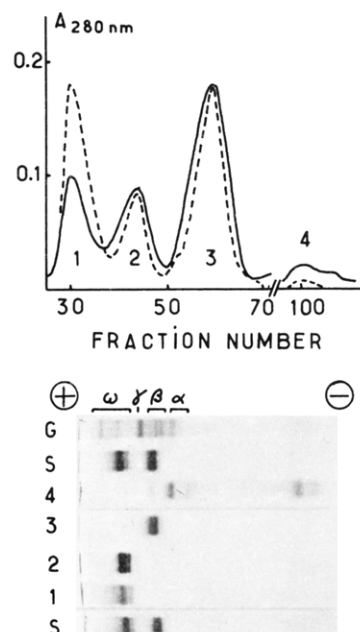 A 280 nm
0.2
0.1
1 2 3 4
30 50 70 100
FRACTION NUMBER
⊕ ω γ β α ⊖
G
S
4
3
2
1
S